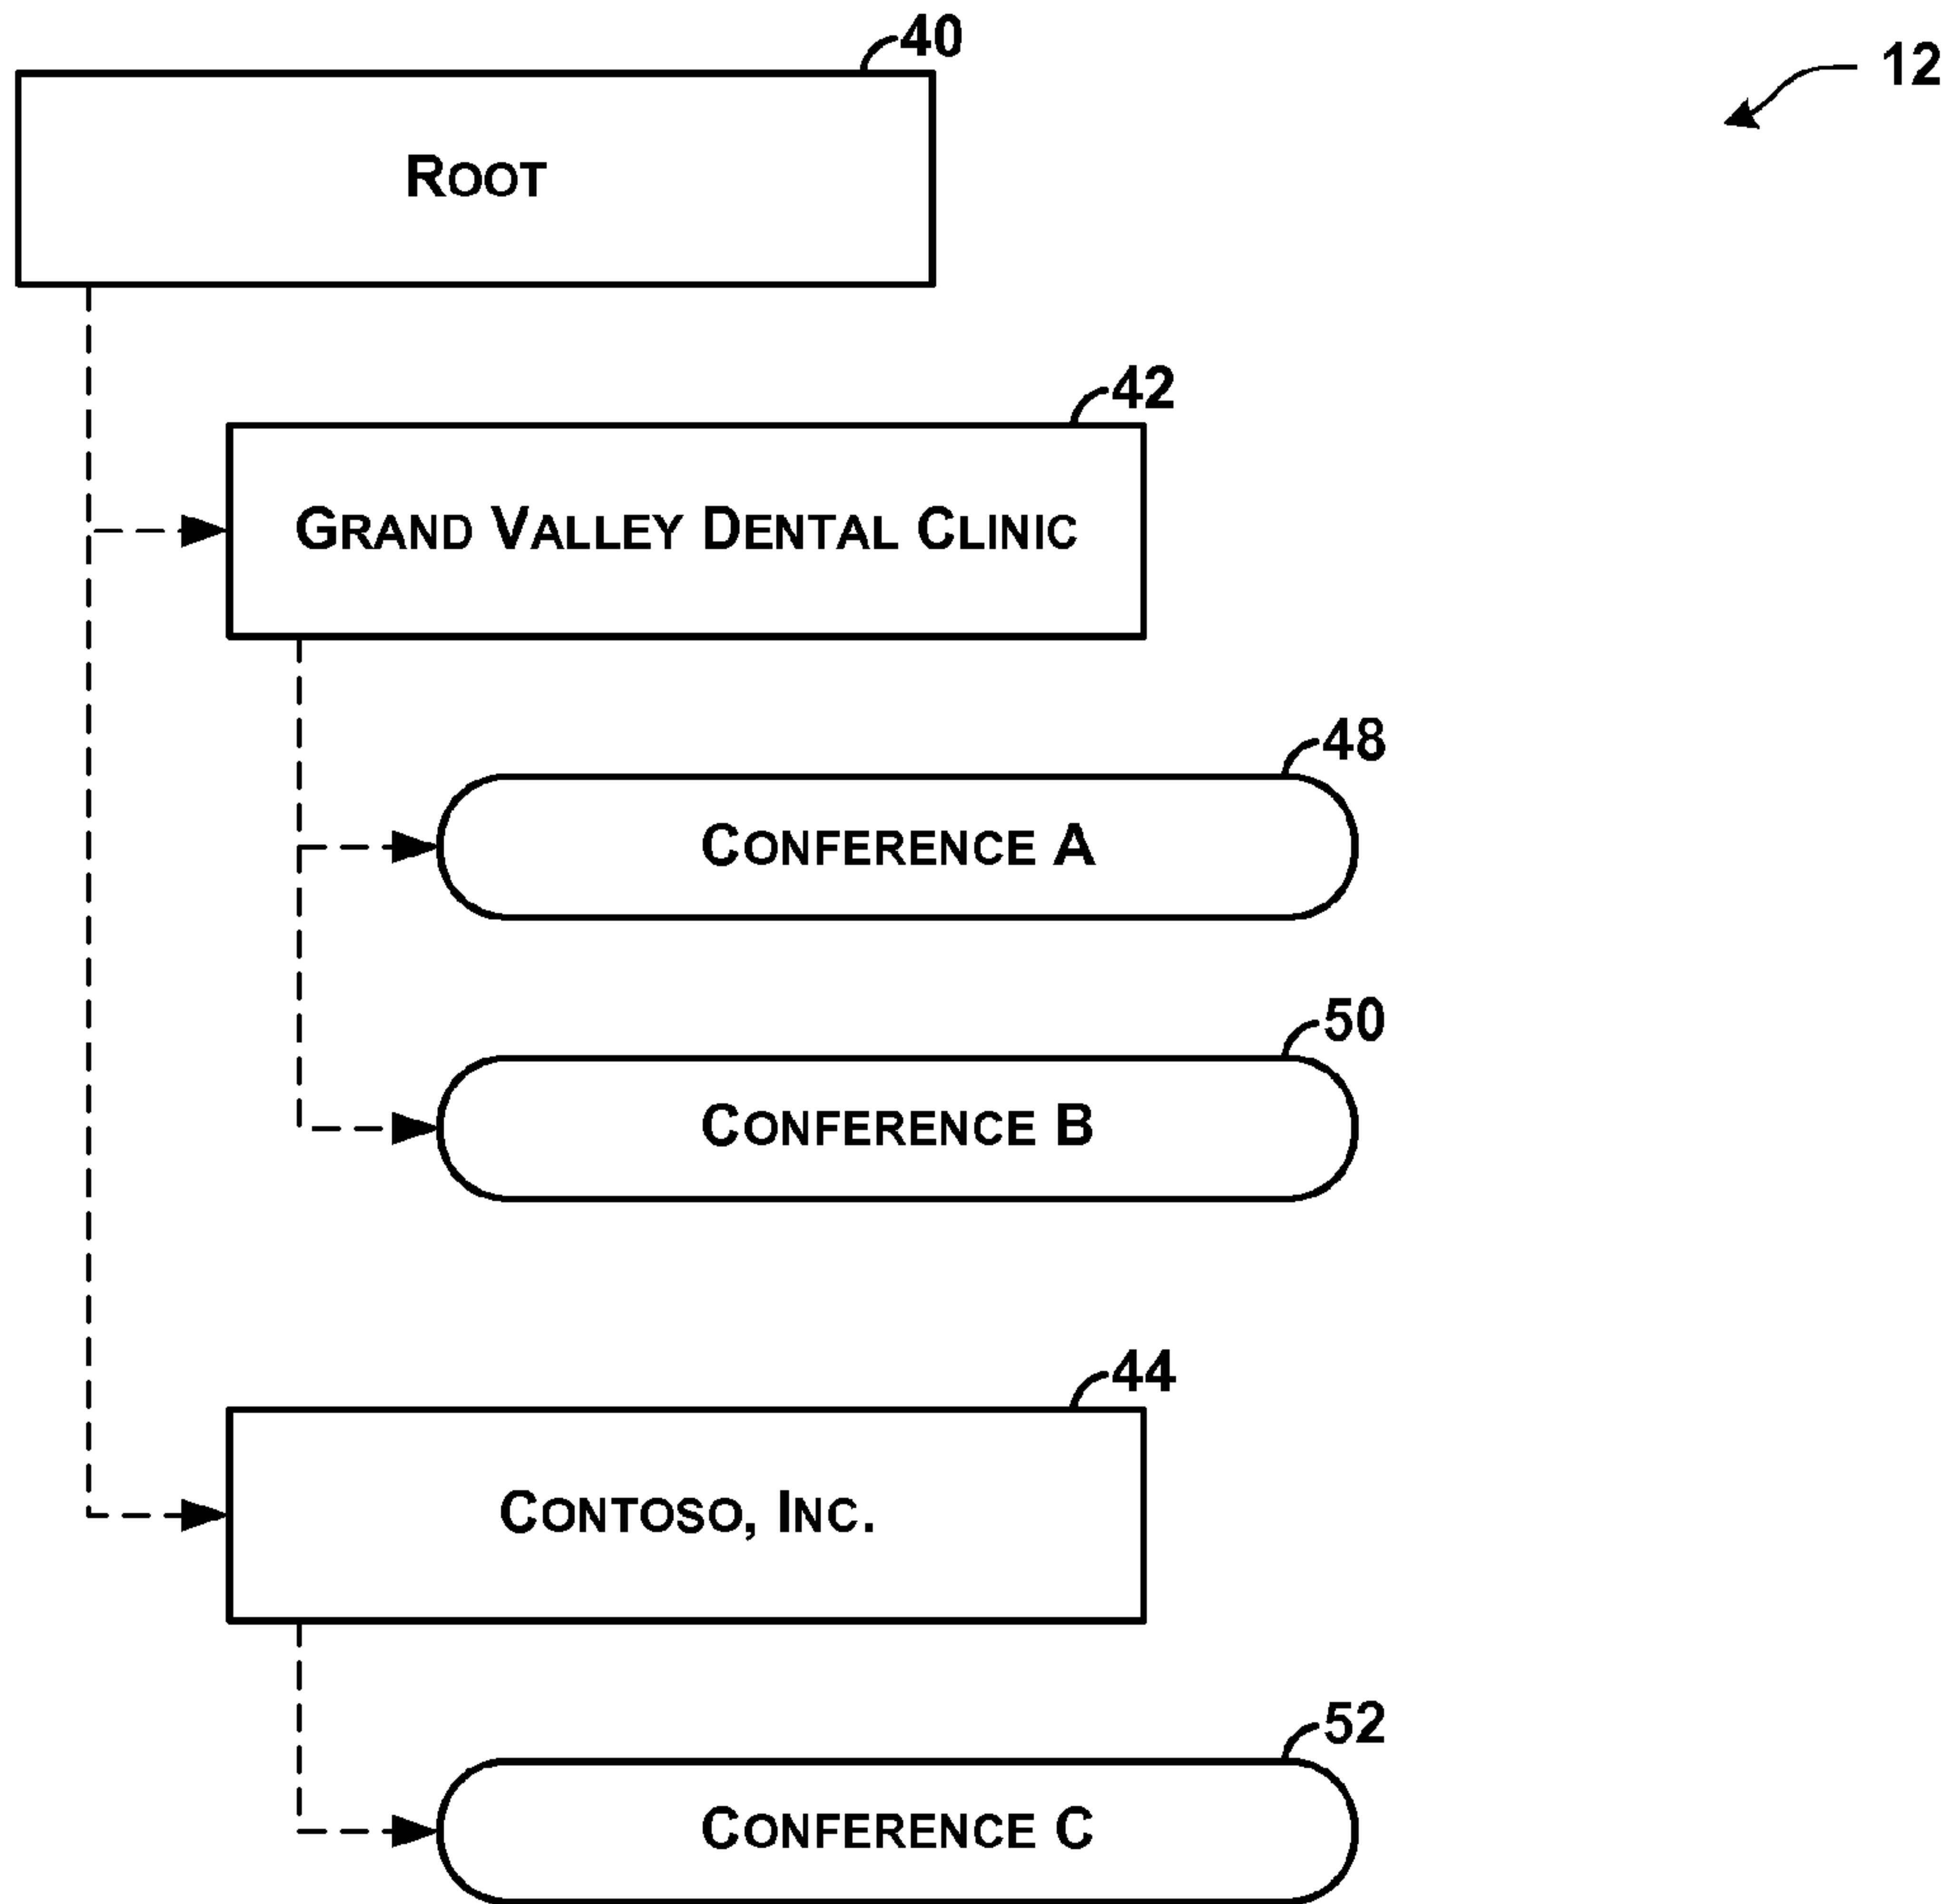 40
12
ROOT
42
GRAND VALLEY DENTAL CLINIC
48
CONFERENCE A
50
CONFERENCE B
44
CONTOSO, INC.
52
CONFERENCE C